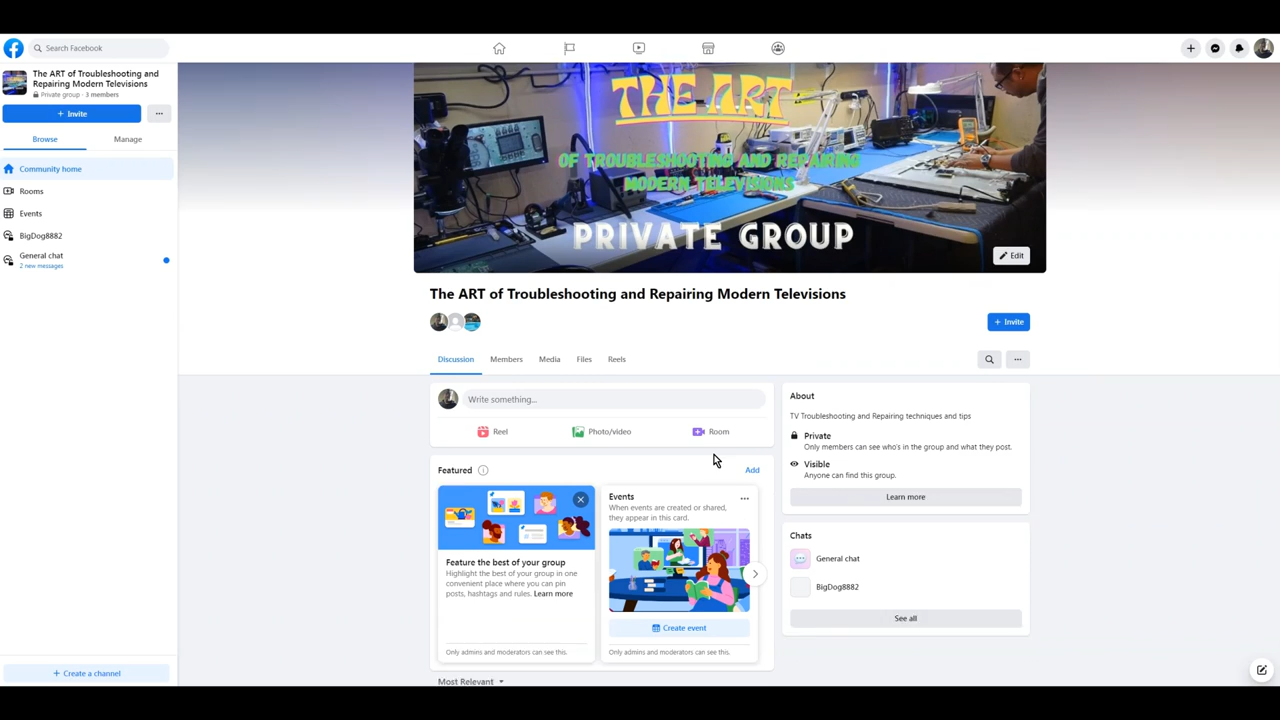 Search Facebook
The ART of Troubleshooting and
Repairing Modern Televisions
Private group · 3 members
+ Invite
Browse
Manage
Community home
Rooms
Events
BigDog8882
General chat
2 new messages
+ Create a channel
THE ART
OF TROUBLESHOOTING AND REPAIRING
MODERN TELEVISIONS
PRIVATE GROUP
Edit
The ART of Troubleshooting and Repairing Modern Televisions
+ Invite
Discussion
Members
Media
Files
Reels
Write something...
Reel
Photo/video
Room
Featured
Add
Feature the best of your group
Highlight the best of your group in one
convenient place where you can pin
posts, hashtags and rules. Learn more
Only admins and moderators can see this.
Events
When events are created or shared,
they appear in this card.
Create event
Only admins and moderators can see this.
Most Relevant
About
TV Troubleshooting and Repairing techniques and tips
Private
Only members can see who's in the group and what they post.
Visible
Anyone can find this group.
Learn more
Chats
General chat
BigDog8882
See all